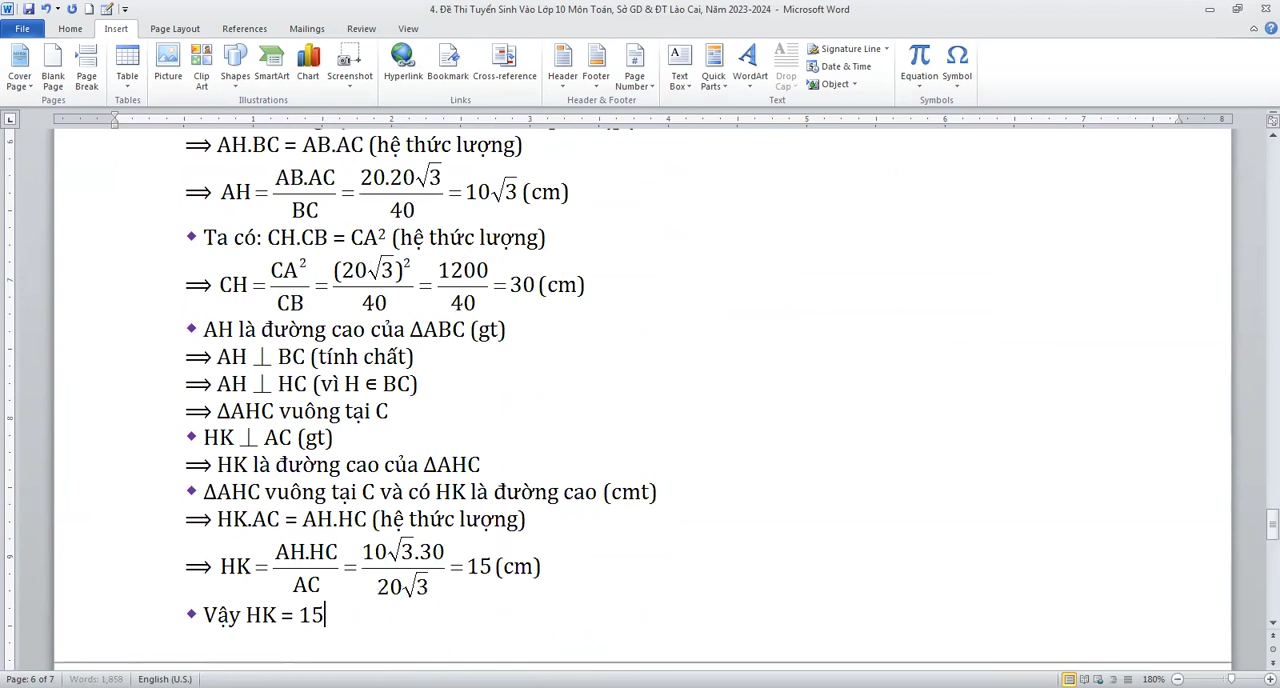 4. Đề Thi Tuyển Sinh Vào Lớp 10 Môn Toán, Sở GD & ĐT Lào Cai, Năm 2023-2024 - Microsoft Word
File Home Insert Page Layout References Mailings Review View
Cover Page Blank Page Page Break Table Picture Clip Art Shapes SmartArt Chart Screenshot Hyperlink Bookmark Cross-reference Header Footer Page Number Text Box Quick Parts WordArt Drop Cap Signature Line Date & Time Object Equation Symbol
Pages Tables Illustrations Links Header & Footer Text Symbols
1 2 3 4 5 6 7 8
⟹ AH.BC = AB.AC (hệ thức lượng)
⟹ AH = AB.AC / BC = 20.20√3 / 40 = 10√3 (cm)
◆ Ta có: CH.CB = CA² (hệ thức lượng)
⟹ CH = CA² / CB = (20√3)² / 40 = 1200 / 40 = 30 (cm)
◆ AH là đường cao của ΔABC (gt)
⟹ AH ⊥ BC (tính chất)
⟹ AH ⊥ HC (vì H ∈ BC)
⟹ ΔAHC vuông tại C
◆ HK ⊥ AC (gt)
⟹ HK là đường cao của ΔAHC
◆ ΔAHC vuông tại C và có HK là đường cao (cmt)
⟹ HK.AC = AH.HC (hệ thức lượng)
⟹ HK = AH.HC / AC = 10√3.30 / 20√3 = 15 (cm)
◆ Vậy HK = 15
Page: 6 of 7 Words: 1,858 English (U.S.) 180%